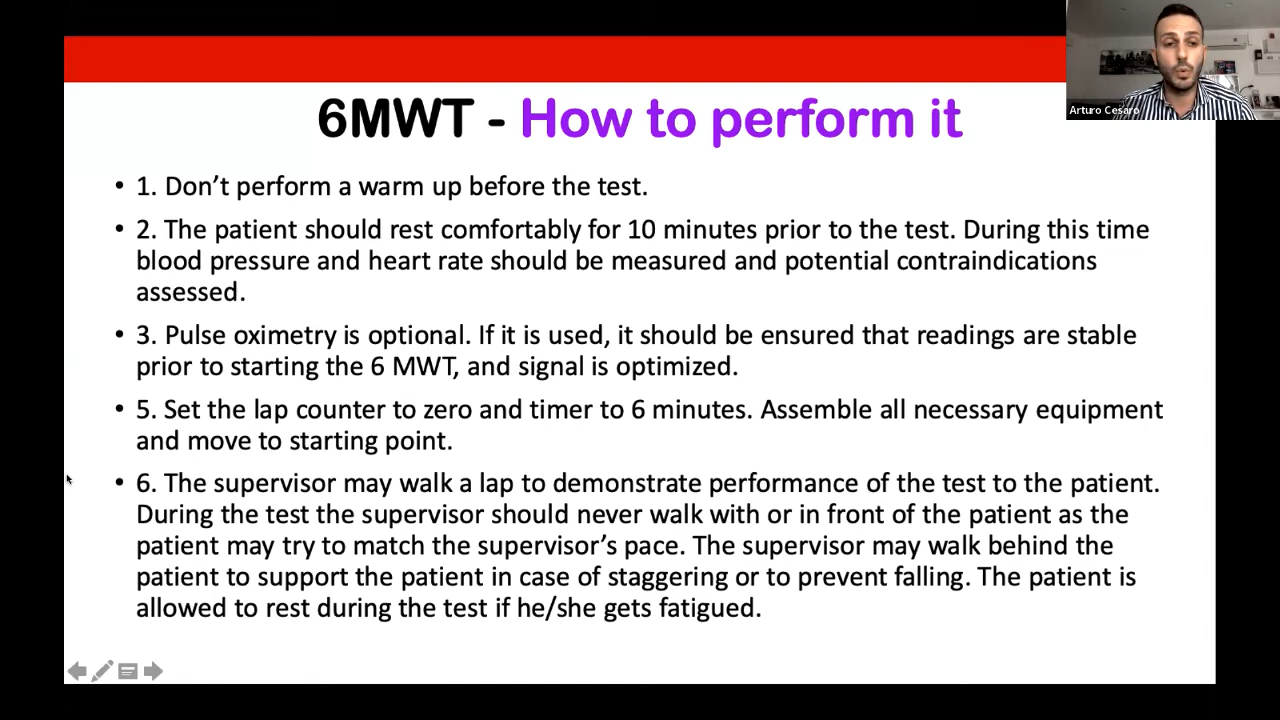 6MWT - How to perform it
Arturo Cesaro
• 1. Don’t perform a warm up before the test.
• 2. The patient should rest comfortably for 10 minutes prior to the test. During this time
blood pressure and heart rate should be measured and potential contraindications
assessed.
• 3. Pulse oximetry is optional. If it is used, it should be ensured that readings are stable
prior to starting the 6 MWT, and signal is optimized.
• 5. Set the lap counter to zero and timer to 6 minutes. Assemble all necessary equipment
and move to starting point.
• 6. The supervisor may walk a lap to demonstrate performance of the test to the patient.
During the test the supervisor should never walk with or in front of the patient as the
patient may try to match the supervisor’s pace. The supervisor may walk behind the
patient to support the patient in case of staggering or to prevent falling. The patient is
allowed to rest during the test if he/she gets fatigued.